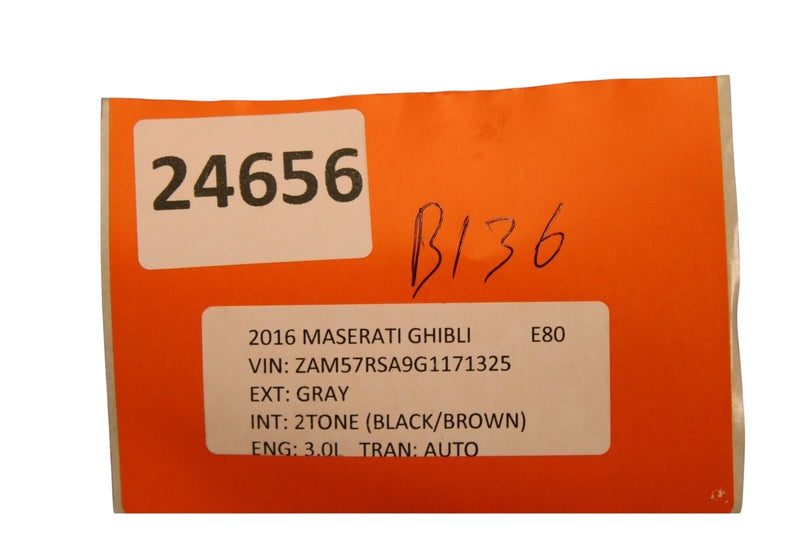 24656
B136
2016 MASERATI GHIBLI E80
VIN: ZAM57RSA9G1171325
EXT: GRAY
INT: 2TONE (BLACK/BROWN)
ENG: 3.0L TRAN: AUTO